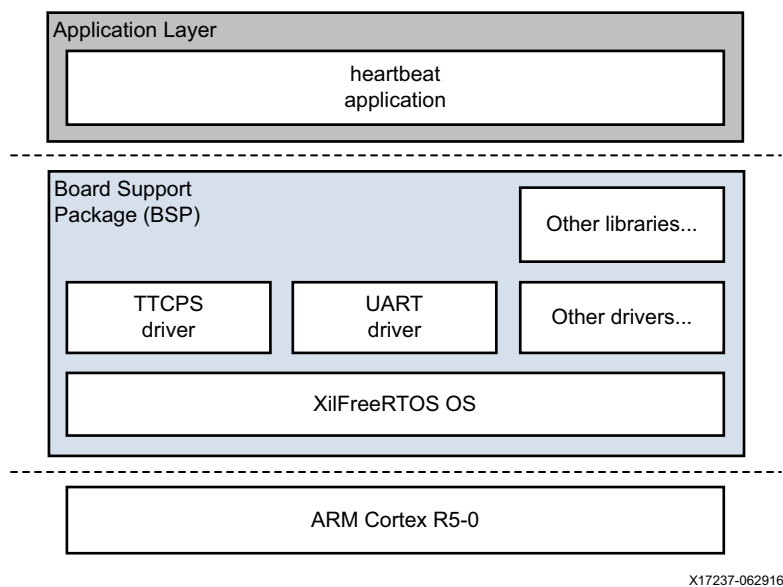 Application Layer
heartbeat
application
Board Support
Package (BSP)
Other libraries...
TTCPS
driver
UART
driver
Other drivers...
XilFreeRTOS OS
ARM Cortex R5-0
X17237-062916